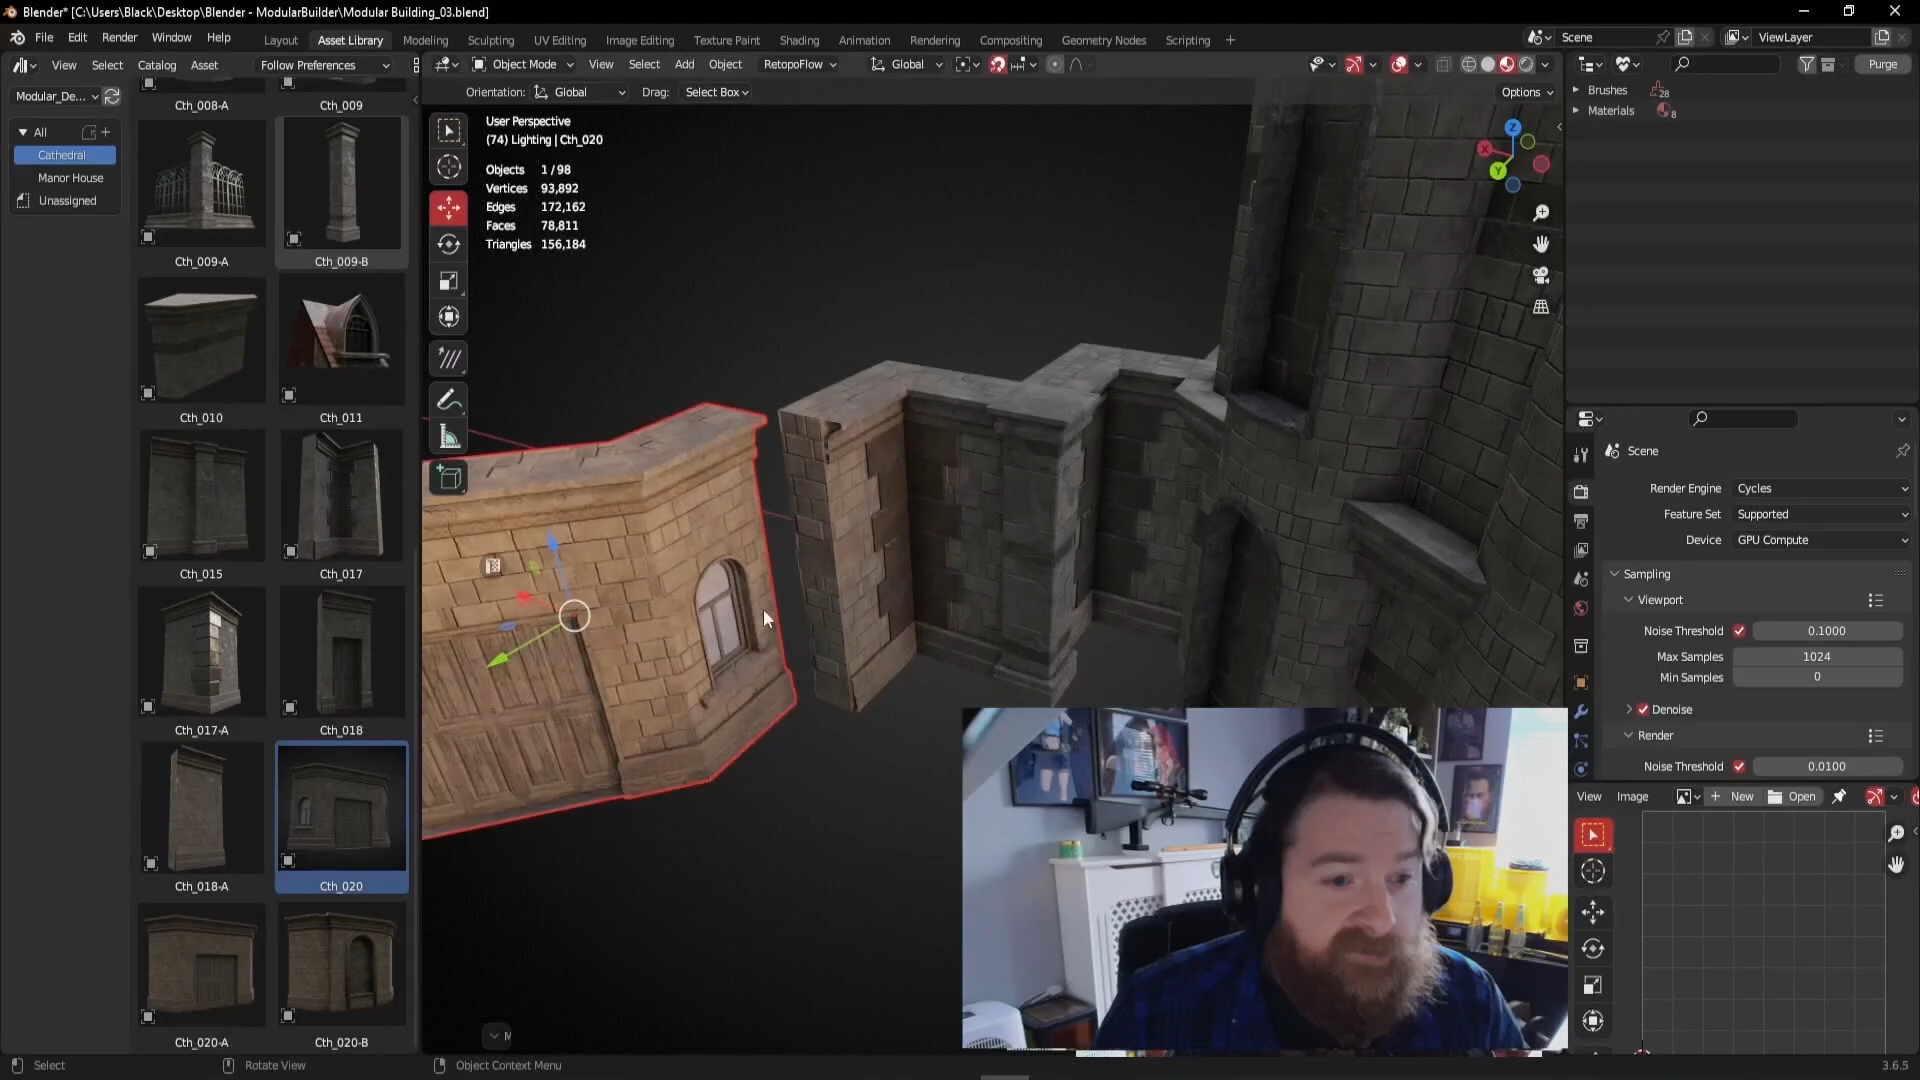 Blender* [C:\Users\Black\Desktop\Blender - ModularBuilder\Modular Building_03.blend]
File Edit Render Window Help
Layout Asset Library Modeling Sculpting UV Editing Image Editing Texture Paint Shading Animation Rendering Compositing Geometry Nodes Scripting +
Scene
ViewLayer
View Select Catalog Asset Follow Preferences
Object Mode View Select Add Object RetopoFlow Global
Purge
Orientation: Global Drag: Select Box Options
Modular_De...
All
Cathedral
Manor House
Unassigned
Cth_008-A
Cth_009
Cth_009-A
Cth_009-B
Cth_010
Cth_011
Cth_015
Cth_017
Cth_017-A
Cth_018
Cth_018-A
Cth_020
Cth_020-A
Cth_020-B
User Perspective
(74) Lighting | Cth_020
Objects 1 / 98
Vertices 93,892
Edges 172,162
Faces 78,811
Triangles 156,184
X
Y
Z
Brushes 28
Materials 8
Scene
Render Engine Cycles
Feature Set Supported
Device GPU Compute
Sampling
Viewport
Noise Threshold 0.1000
Max Samples 1024
Min Samples 0
Denoise
Render
Noise Threshold 0.0100
View Image + New Open
Select Rotate View Object Context Menu
3.6.5